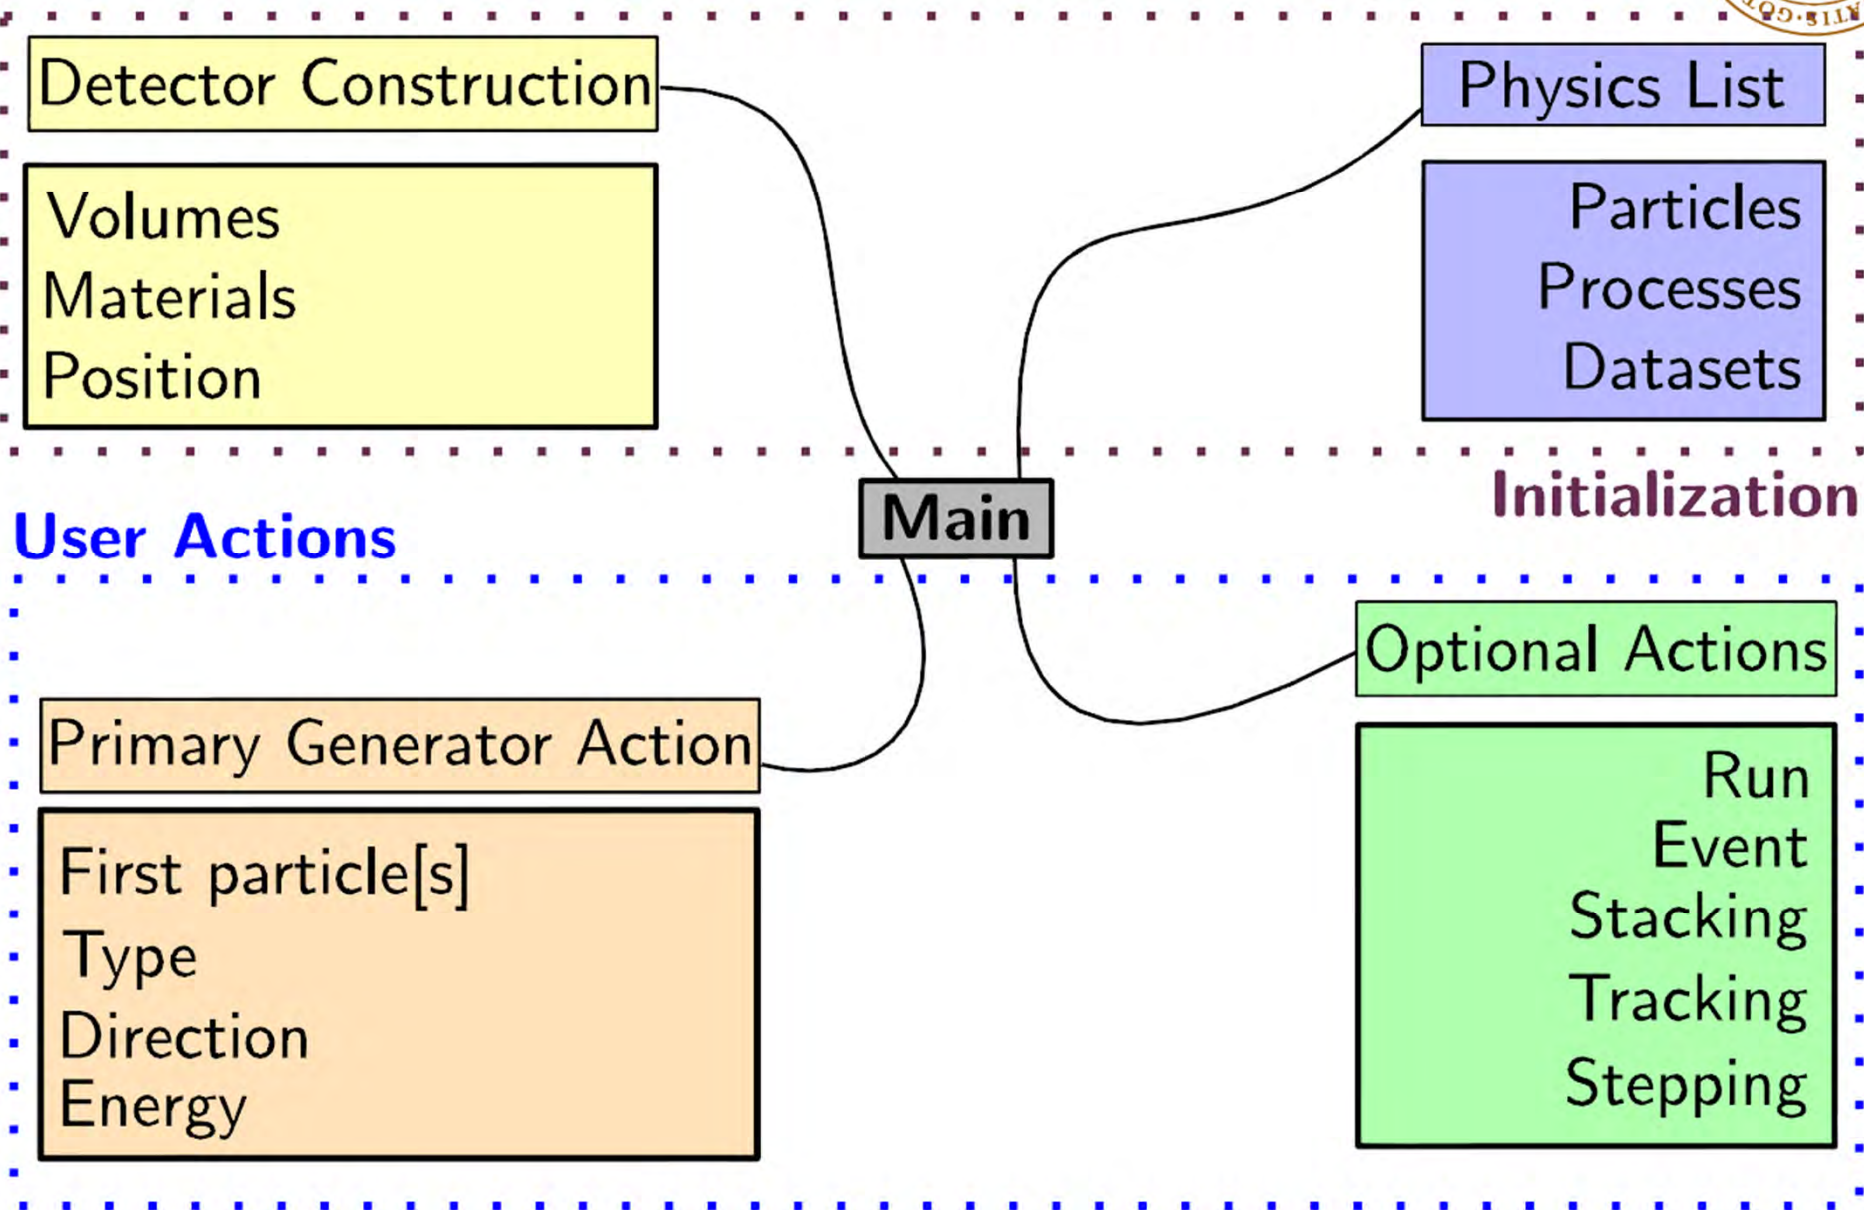 Detector Construction
Volumes
Materials
Position
Physics List
Particles
Processes
Datasets
Initialization
Main
User Actions
Primary Generator Action
First particle[s]
Type
Direction
Energy
Optional Actions
Run
Event
Stacking
Tracking
Stepping